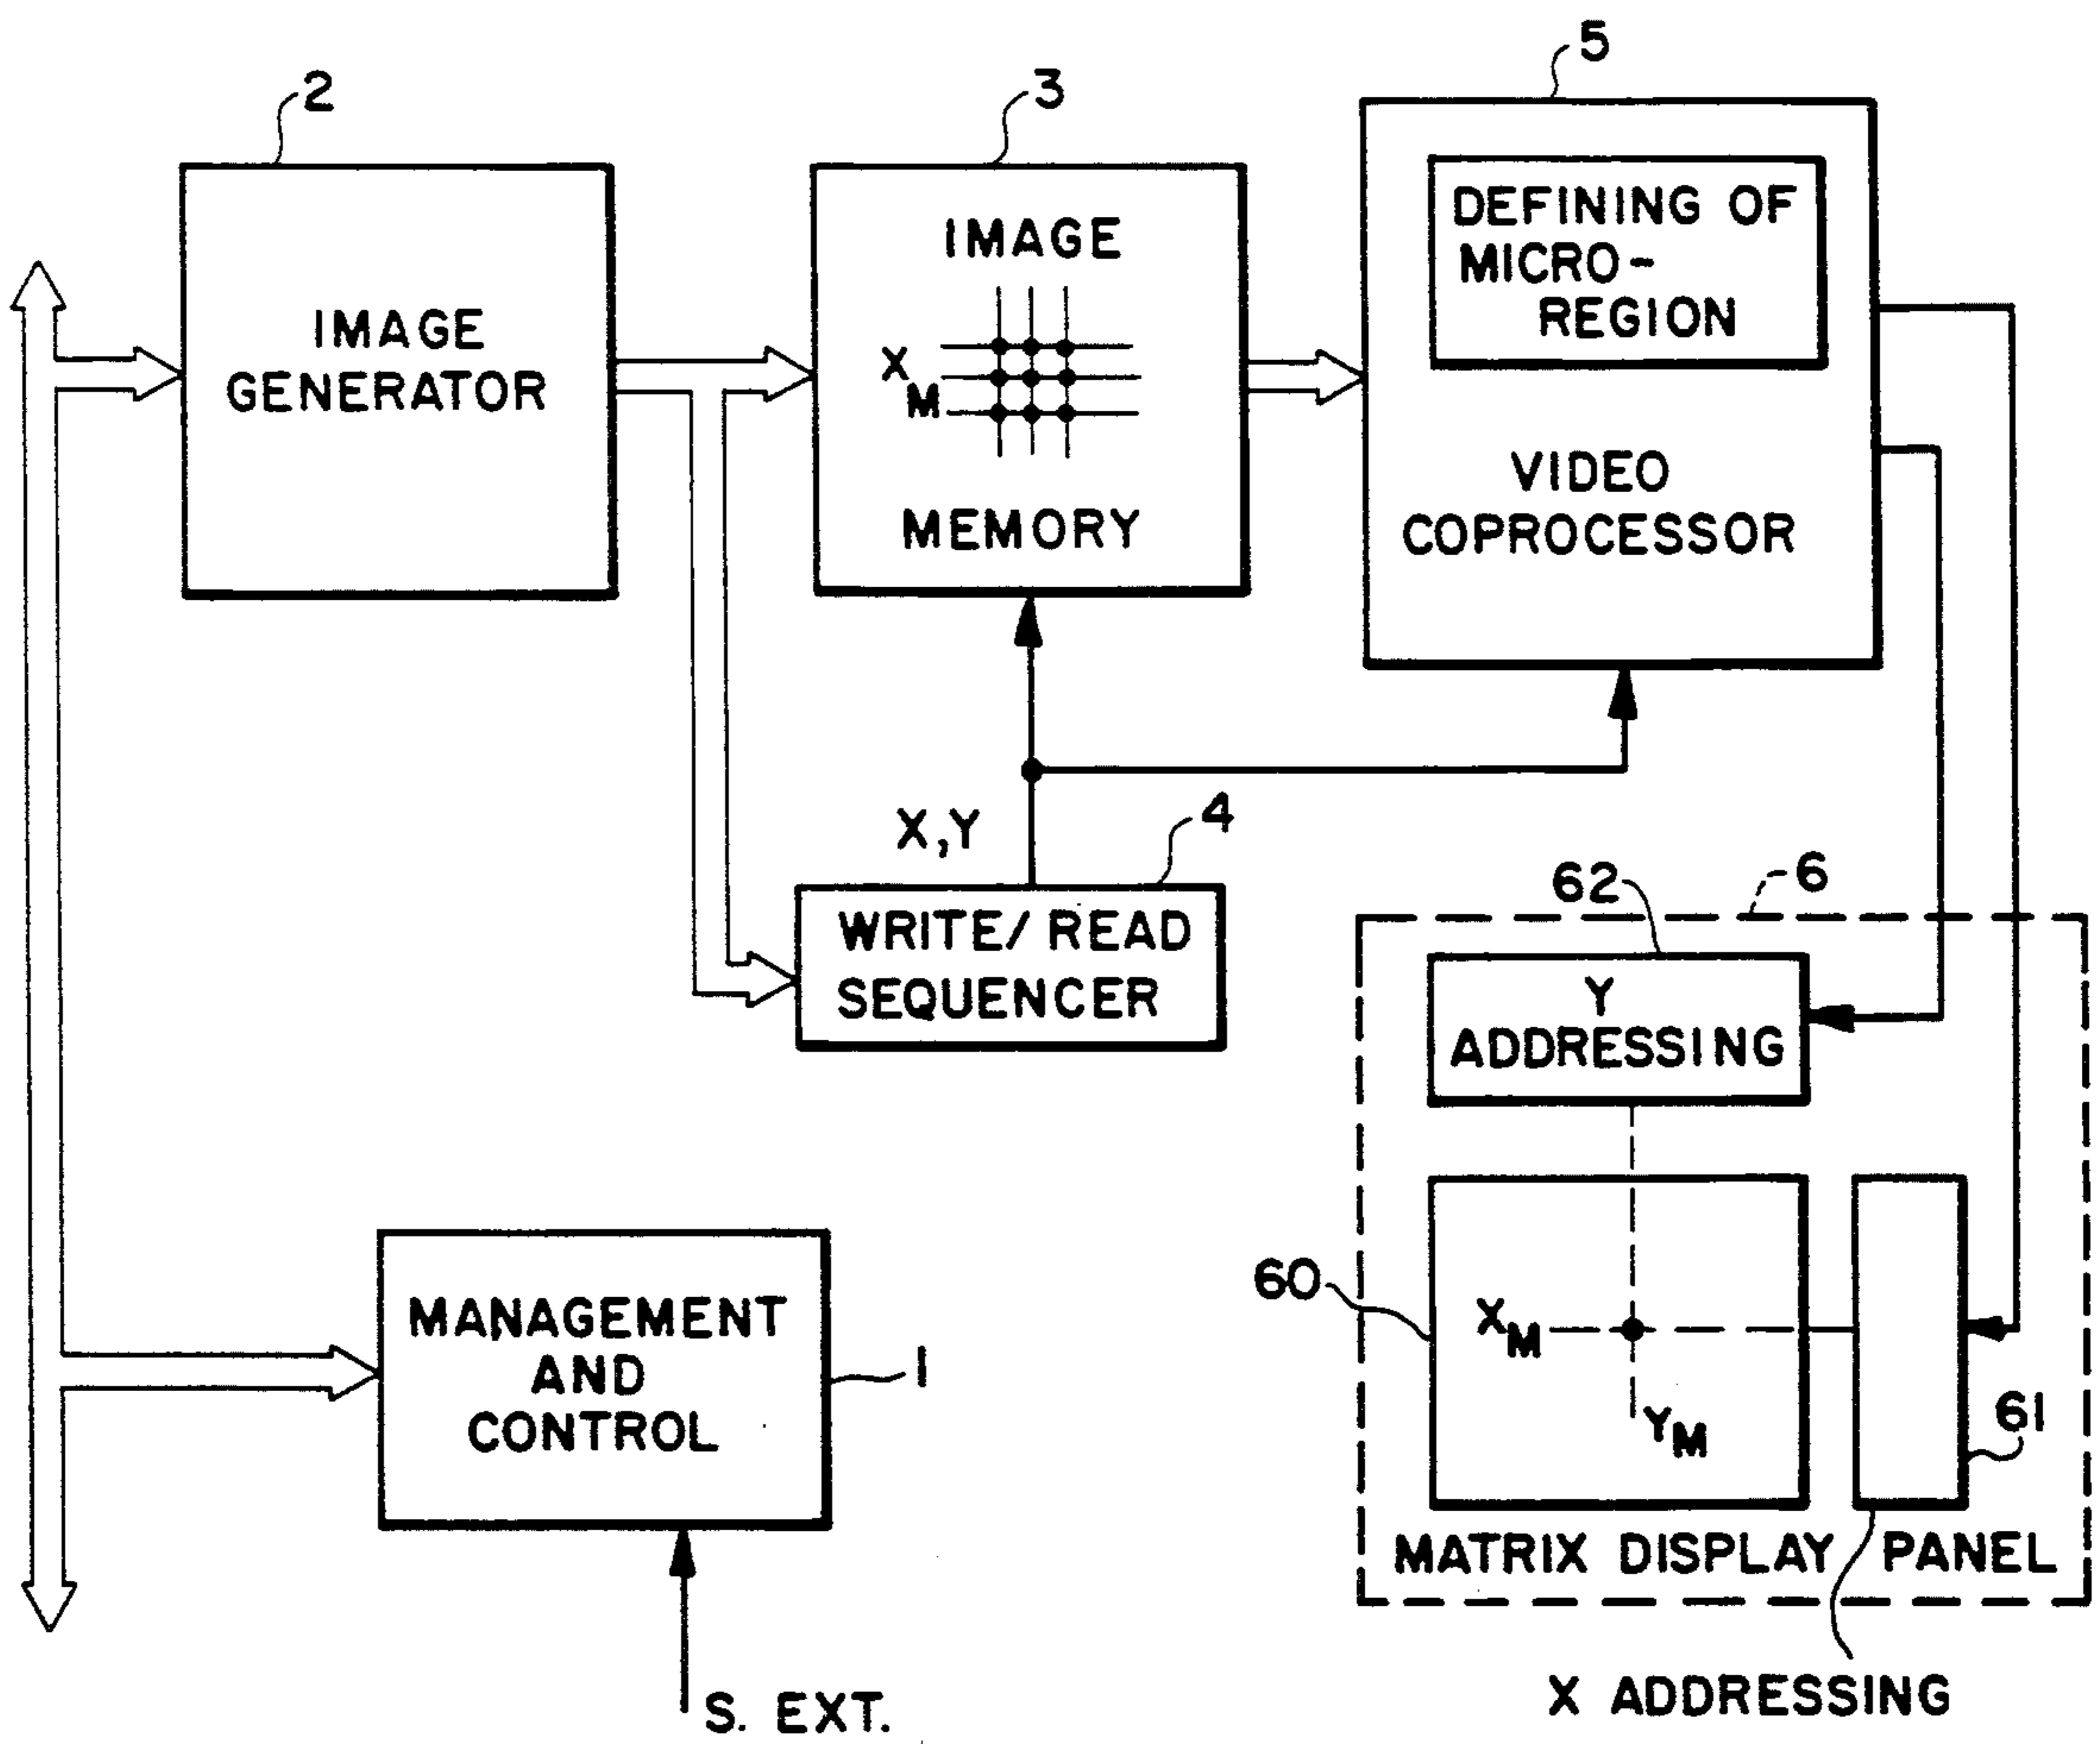 2
3
5
IMAGE
GENERATOR
IMAGE
X
M
MEMORY
DEFINING OF
MICRO-
REGION
VIDEO
COPROCESSOR
X,Y
4
WRITE/ READ
SEQUENCER
62
6
Y
ADDRESSING
60
XM
YM
61
MATRIX DISPLAY PANEL
X ADDRESSING
MANAGEMENT
AND
CONTROL
1
S. EXT.